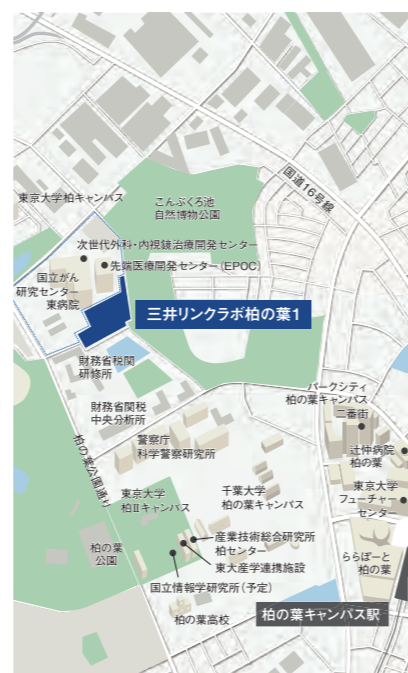 国道16号線
東京大学柏キャンパス
こんぶくろ池
自然博物公園
次世代外科・内視鏡治療開発センター
先端医療開発センター（EPOC）
国立がん
研究センター
東病院
三井リンクラボ柏の葉1
財務省税関
研修所
パークシティ
柏の葉キャンパス
二番街
財務省関税
中央分析所
柏の葉公園通り
警察庁
科学警察研究所
辻仲病院
柏の葉
東京大学
柏Ⅱキャンパス
千葉大学
柏の葉キャンパス
東京大学
フューチャー
センター
産業技術総合研究所
柏センター
柏の葉
公園
東大産学連携施設
ららぽーと
柏の葉
国立情報学研究所（予定）
柏の葉高校
柏の葉キャンパス駅